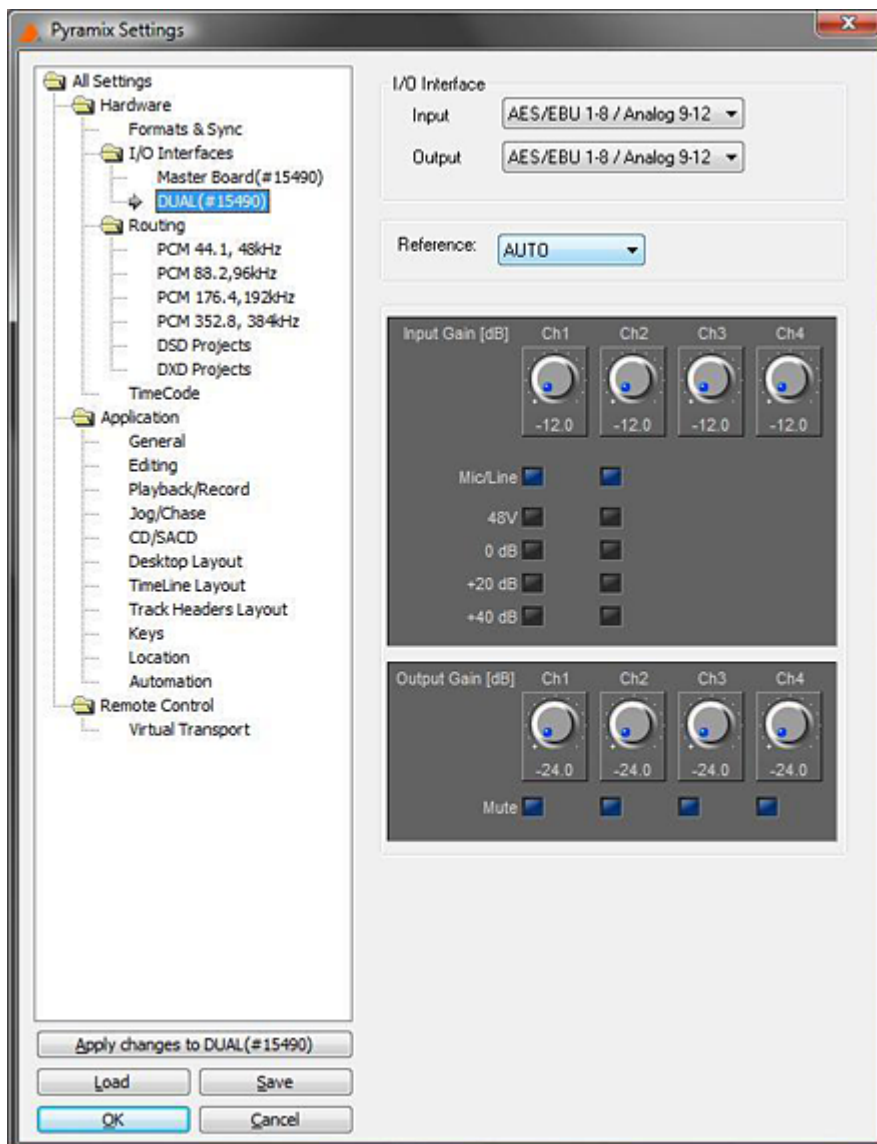 Pyramix Settings
All Settings
Hardware
Formats & Sync
I/O Interfaces
Master Board(#15490)
DUAL(#15490)
Routing
PCM 44.1, 48kHz
PCM 88.2,96kHz
PCM 176.4,192kHz
PCM 352.8, 384kHz
DSD Projects
DXD Projects
TimeCode
Application
General
Editing
Playback/Record
Jog/Chase
CD/SACD
Desktop Layout
TimeLine Layout
Track Headers Layout
Keys
Location
Automation
Remote Control
Virtual Transport
Apply changes to DUAL(#15490)
Load Save
OK Cancel
I/O Interface
Input AES/EBU 1-8 / Analog 9-12
Output AES/EBU 1-8 / Analog 9-12
Reference: AUTO
Input Gain [dB] Ch1 Ch2 Ch3 Ch4
-12.0 -12.0 -12.0 -12.0
Mic/Line
48V
0 dB
+20 dB
+40 dB
Output Gain [dB] Ch1 Ch2 Ch3 Ch4
-24.0 -24.0 -24.0 -24.0
Mute